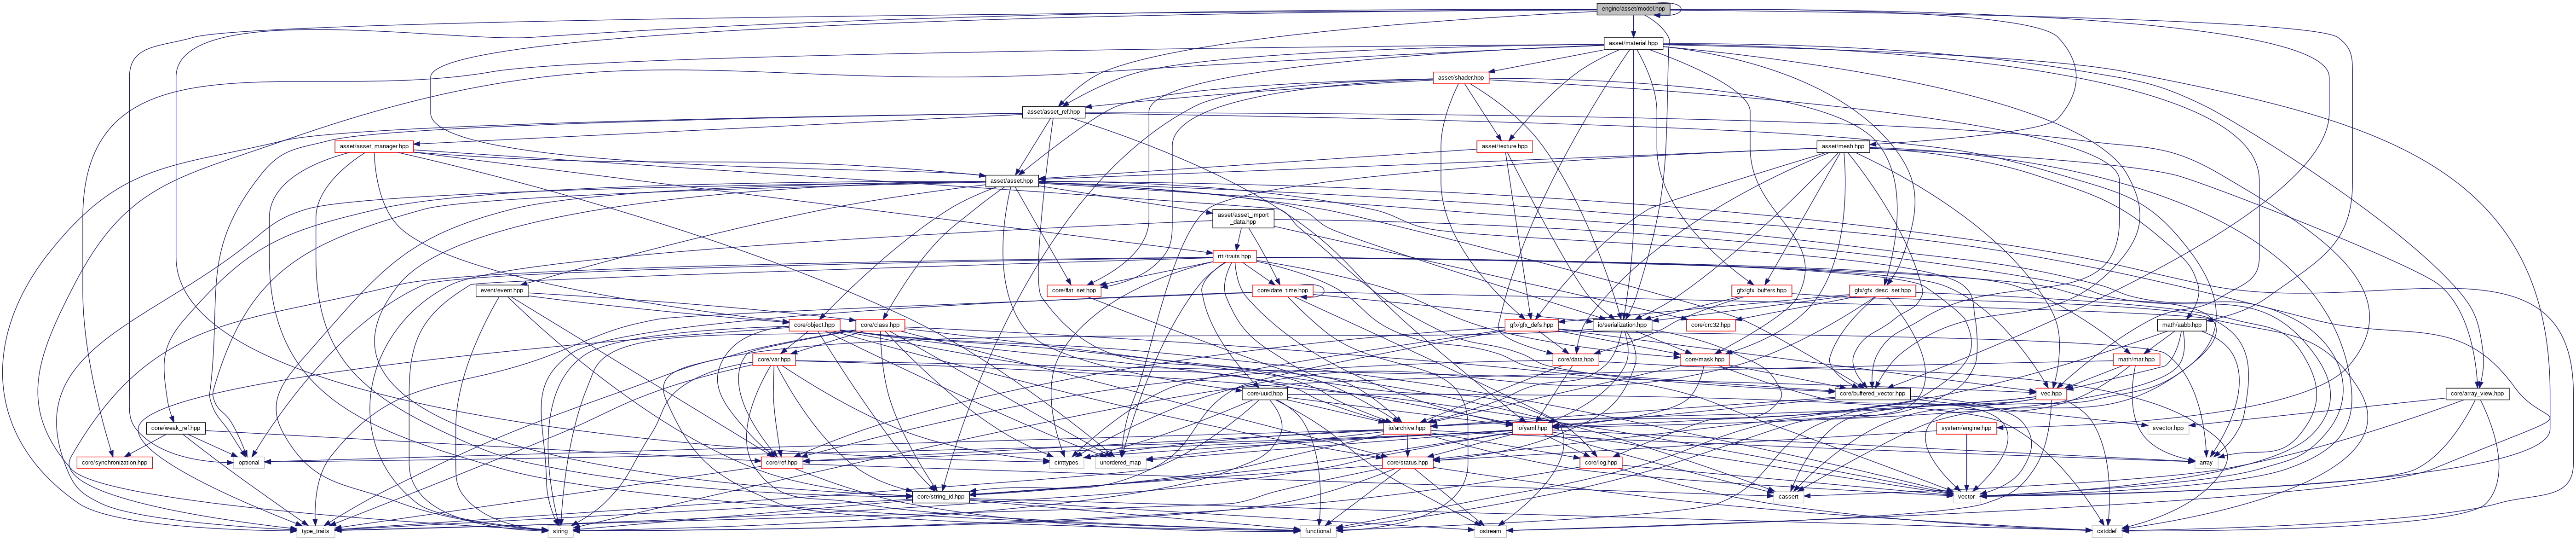 engine/asset/model.hpp
asset/material.hpp
asset/shader.hpp
asset/asset_ref.hpp
asset/asset_manager.hpp
asset/texture.hpp
asset/mesh.hpp
asset/asset.hpp
asset/asset_import
_data.hpp
rtti/traits.hpp
event/event.hpp
core/flat_set.hpp
core/date_time.hpp
gfx/gfx_buffers.hpp
gfx/gfx_desc_set.hpp
core/object.hpp
core/class.hpp
gfx/gfx_defs.hpp
io/serialization.hpp
core/crc32.hpp
math/aabb.hpp
core/var.hpp
core/data.hpp
core/mask.hpp
math/mat.hpp
core/uuid.hpp
core/buffered_vector.hpp
vec.hpp
core/array_view.hpp
core/weak_ref.hpp
io/archive.hpp
io/yaml.hpp
svector.hpp
system/engine.hpp
core/synchronization.hpp
optional
core/ref.hpp
cinttypes
unordered_map
core/status.hpp
core/log.hpp
array
core/string_id.hpp
cassert
vector
type_traits
string
functional
ostream
cstddef